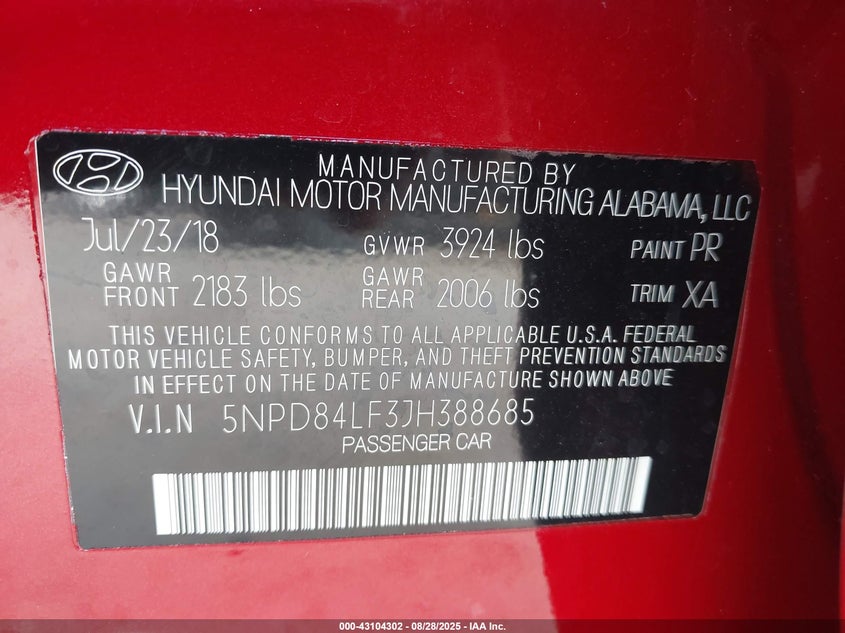 MANUFACTURED BY
HYUNDAI MOTOR MANUFACTURING ALABAMA, LLC
Jul/23/18 GVWR 3924 lbs PAINT PR
GAWR FRONT 2183 lbs GAWR REAR 2006 lbs TRIM XA
THIS VEHICLE CONFORMS TO ALL APPLICABLE U.S.A. FEDERAL
MOTOR VEHICLE SAFETY, BUMPER, AND THEFT PREVENTION STANDARDS
IN EFFECT ON THE DATE OF MANUFACTURE SHOWN ABOVE.
V.I.N 5NPD84LF3JH388685
PASSENGER CAR
000-43104302 - 08/28/2025 - IAA Inc.